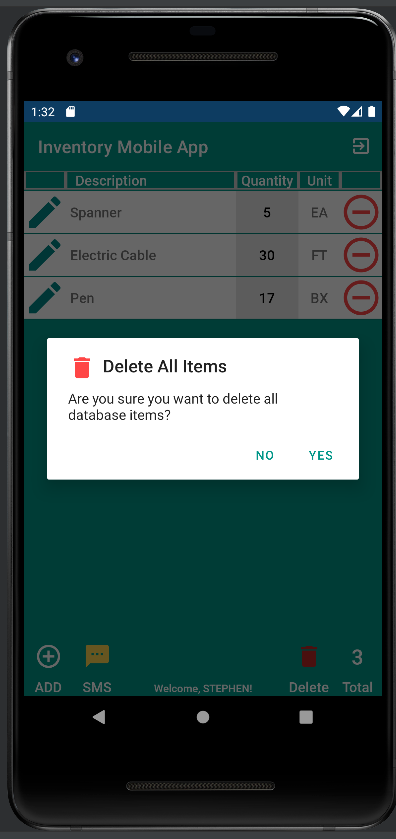 1:32
Inventory Mobile App
Description Quantity Unit
Spanner 5 EA
Electric Cable 30 FT
Pen 17 BX
Delete All Items
Are you sure you want to delete all
database items?
NO YES
3
ADD SMS Welcome, STEPHEN! Delete Total